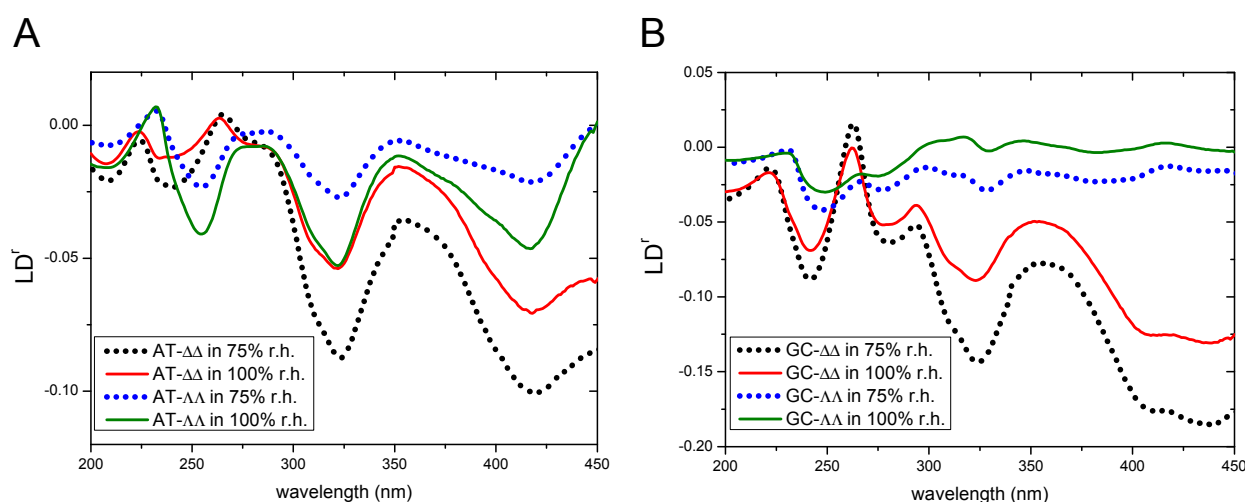 A
0.00
-0.05
-0.10
LDʳ
AT-ΔΔ in 75% r.h.
AT-ΔΔ in 100% r.h.
AT-ΛΛ in 75% r.h.
AT-ΛΛ in 100% r.h.
200 250 300 350 400 450
wavelength (nm)
B
0.05
0.00
-0.05
-0.10
-0.15
-0.20
LDʳ
GC-ΔΔ in 75% r.h.
GC-ΔΔ in 100% r.h.
GC-ΛΛ in 75% r.h.
GC-ΛΛ in 100% r.h.
200 250 300 350 400 450
wavelength (nm)